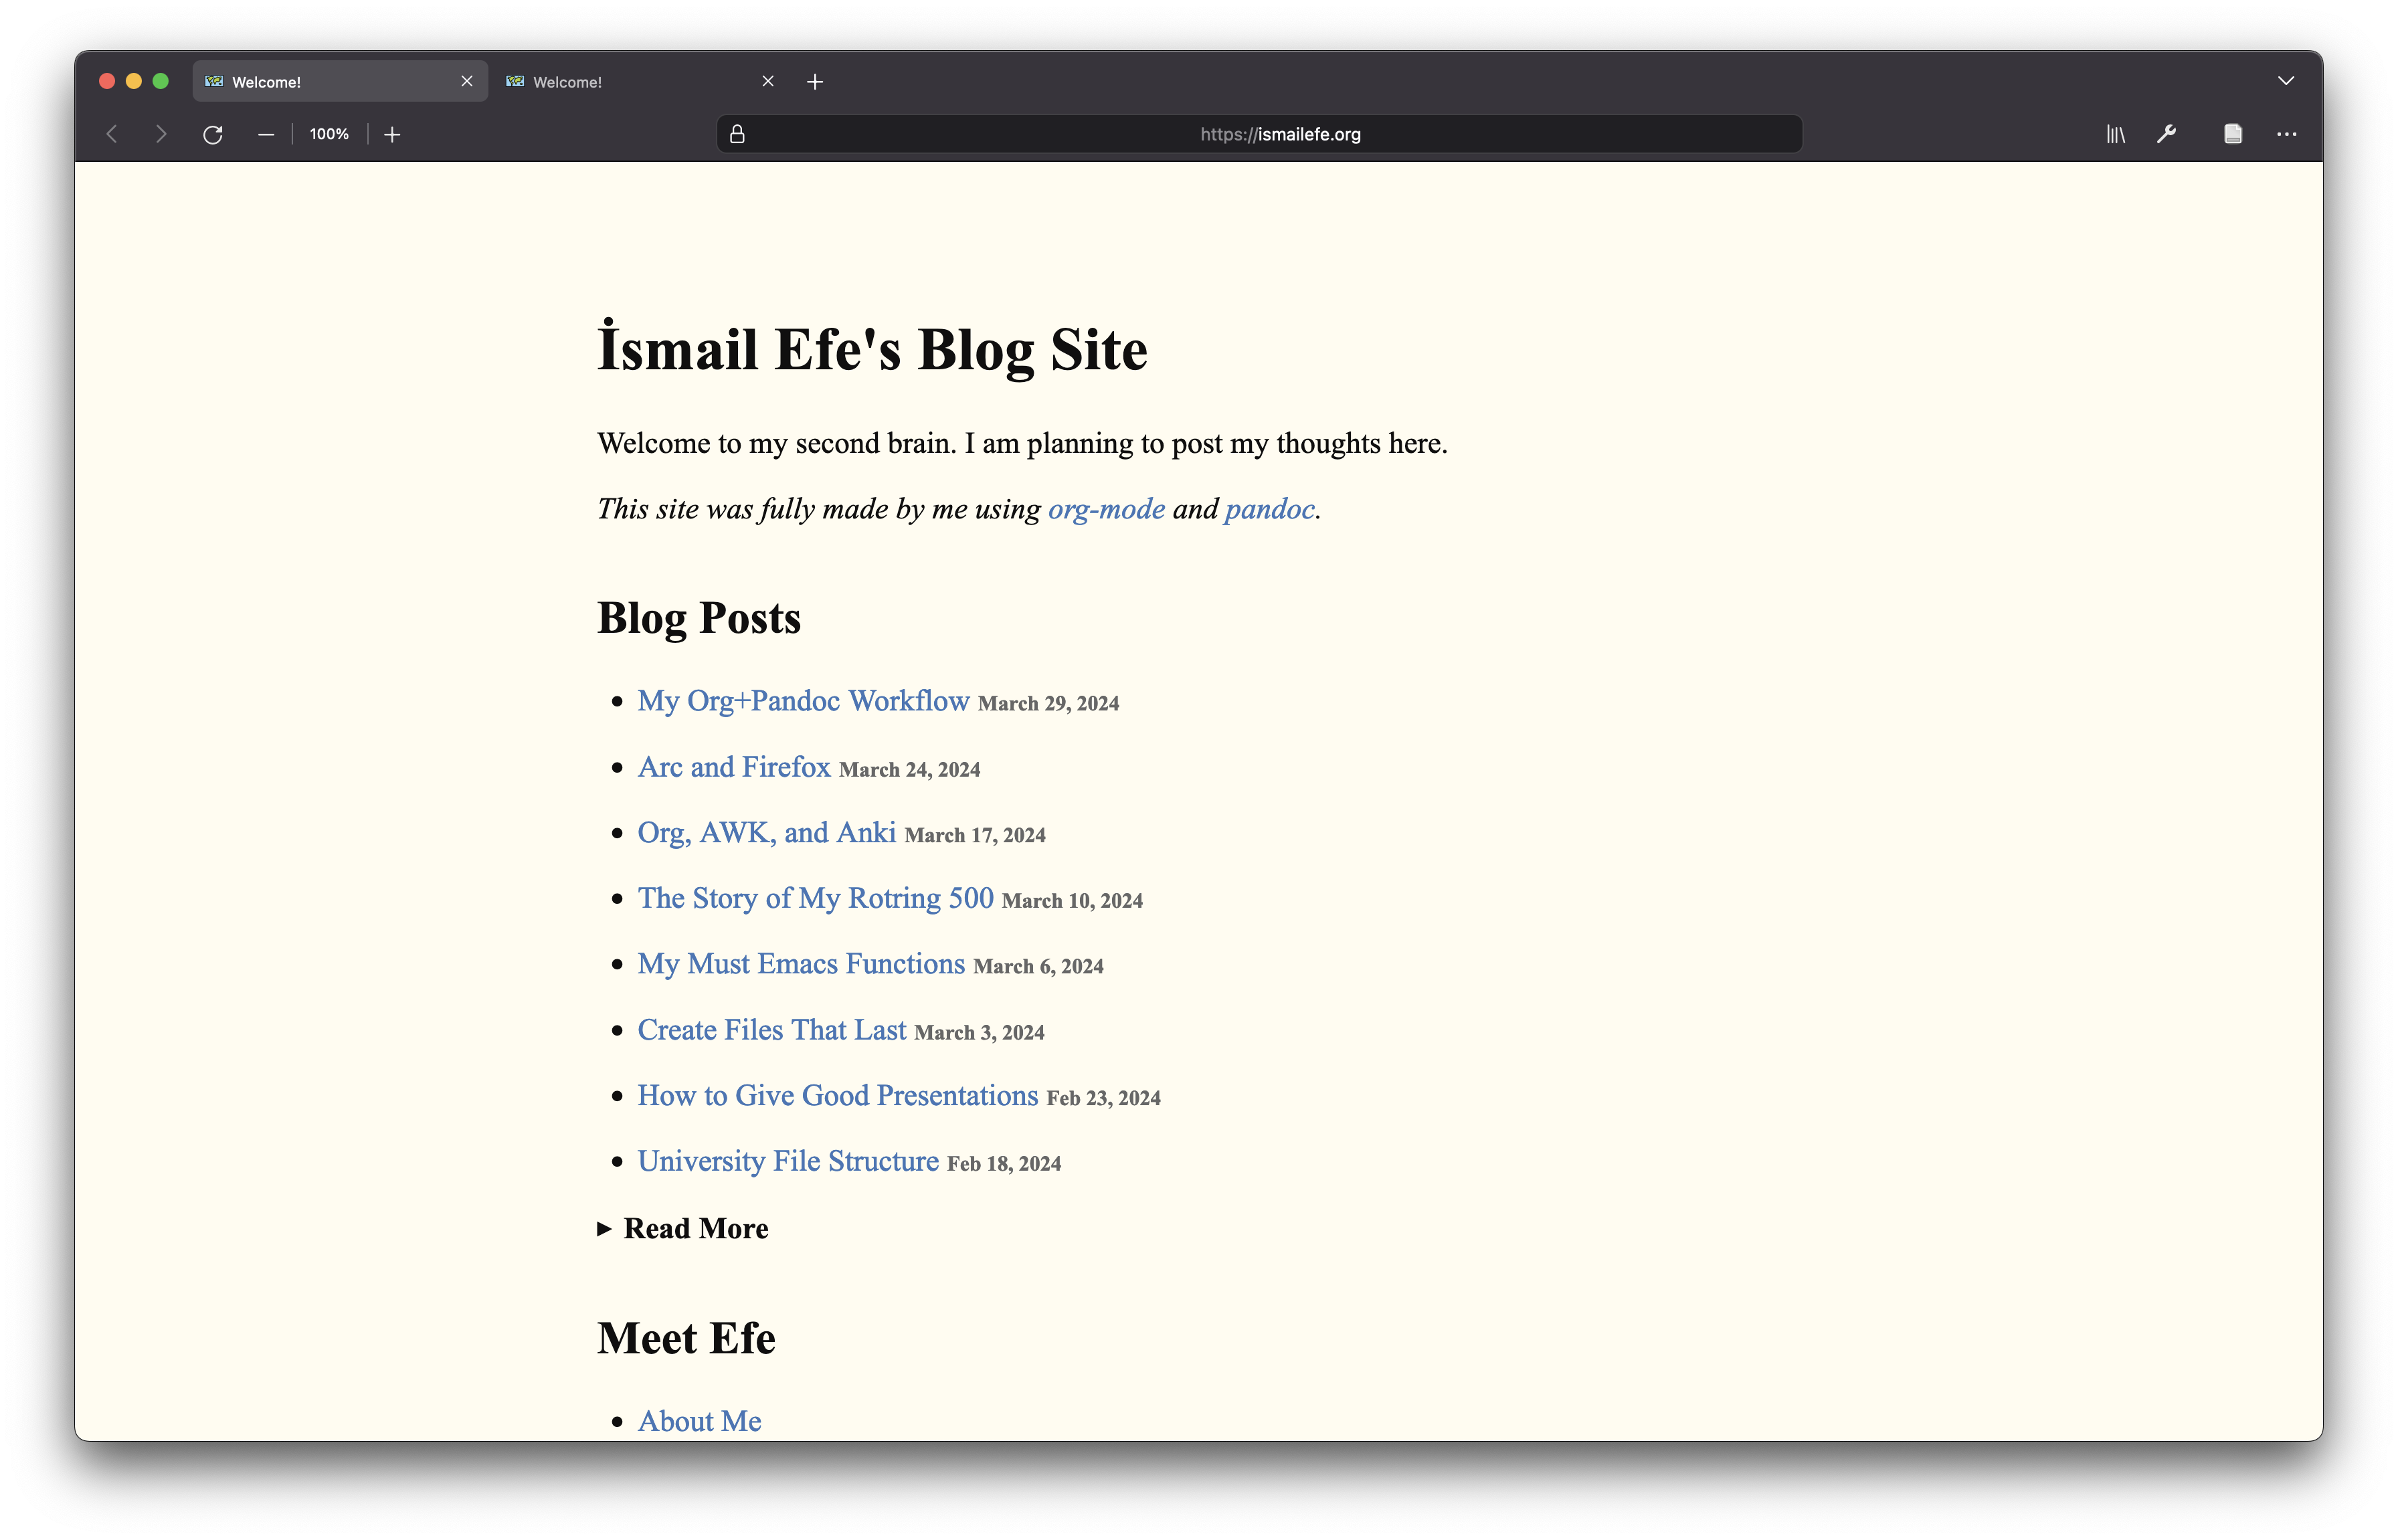 Welcome!
Welcome!
100%
https://ismailefe.org
İsmail Efe's Blog Site
Welcome to my second brain. I am planning to post my thoughts here.
This site was fully made by me using org-mode and pandoc.
Blog Posts
My Org+Pandoc Workflow March 29, 2024
Arc and Firefox March 24, 2024
Org, AWK, and Anki March 17, 2024
The Story of My Rotring 500 March 10, 2024
My Must Emacs Functions March 6, 2024
Create Files That Last March 3, 2024
How to Give Good Presentations Feb 23, 2024
University File Structure Feb 18, 2024
Read More
Meet Efe
About Me